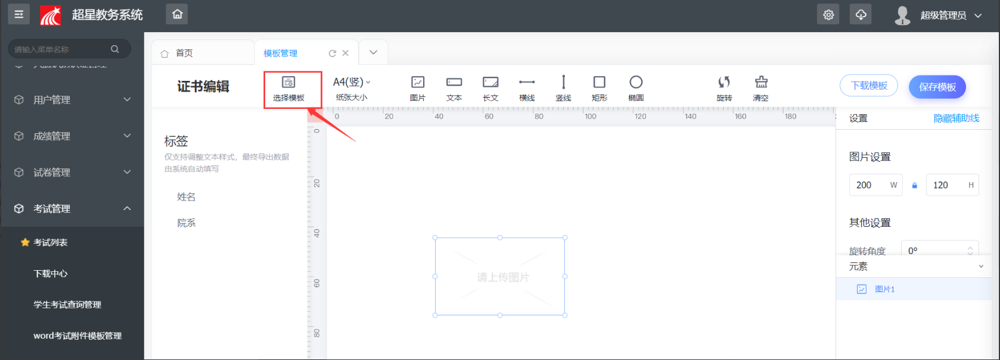 超星教务系统
超级管理员
请输入菜单名称
用户管理
成绩管理
试卷管理
考试管理
考试列表
下载中心
学生考试查询管理
word考试附件模板管理
首页
模板管理
证书编辑
选择模板
A4(竖)
纸张大小
图片
文本
长文
横线
竖线
矩形
椭圆
旋转
清空
下载模板
保存模板
0 20 40 60 80 100 120 140 160 180
0
20
40
60
80
标签
仅支持调整文本样式，最终导出数据
由系统自动填写
姓名
院系
请上传图片
设置
隐藏辅助线
图片设置
200 W
120 H
其他设置
旋转角度
0°
元素
图片1